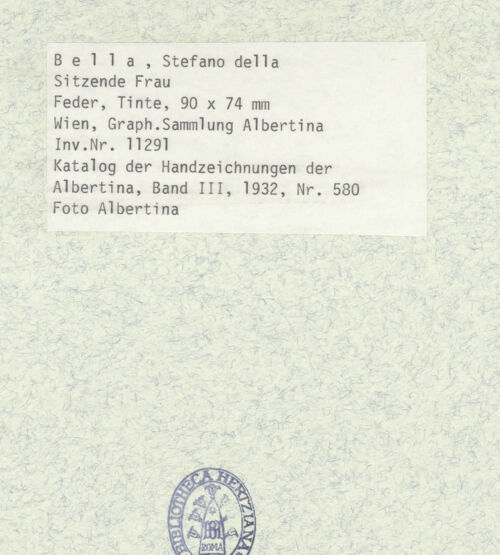 B e l l a , Stefano della
Sitzende Frau
Feder, Tinte, 90 x 74 mm
Wien, Graph.Sammlung Albertina
Inv.Nr. 11291
Katalog der Handzeichnungen der
Albertina, Band III, 1932, Nr. 580
Foto Albertina
BIBLIOTHECA HERTZIANA
ROMA